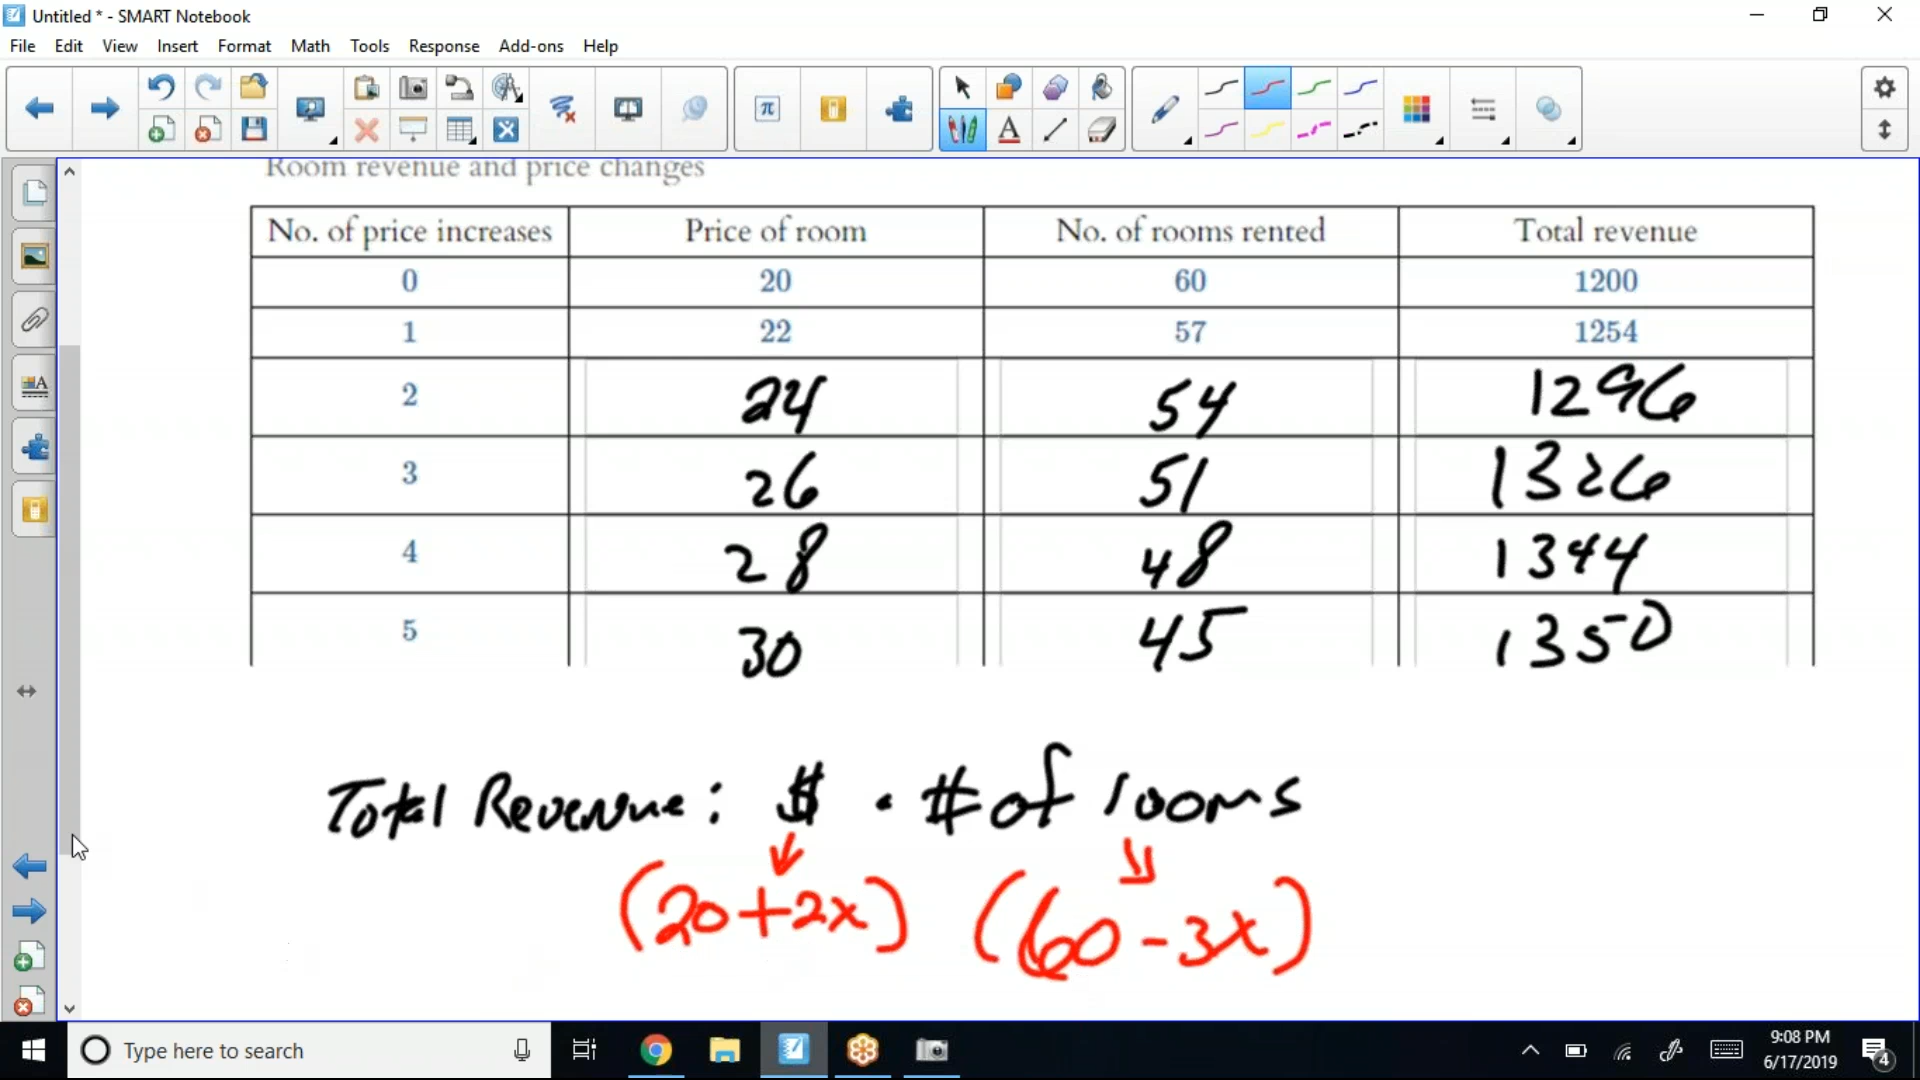 Untitled * - SMART Notebook
File Edit View Insert Format Math Tools Response Add-ons Help
Room revenue and price changes
No. of price increases Price of room No. of rooms rented Total revenue
0 20 60 1200
1 22 57 1254
2 24 54 1296
3 26 51 1326
4 28 48 1344
5 30 45 1350
Total Revenue: $ · # of rooms
(20+2x) (60-3x)
Type here to search
9:08 PM
6/17/2019
4